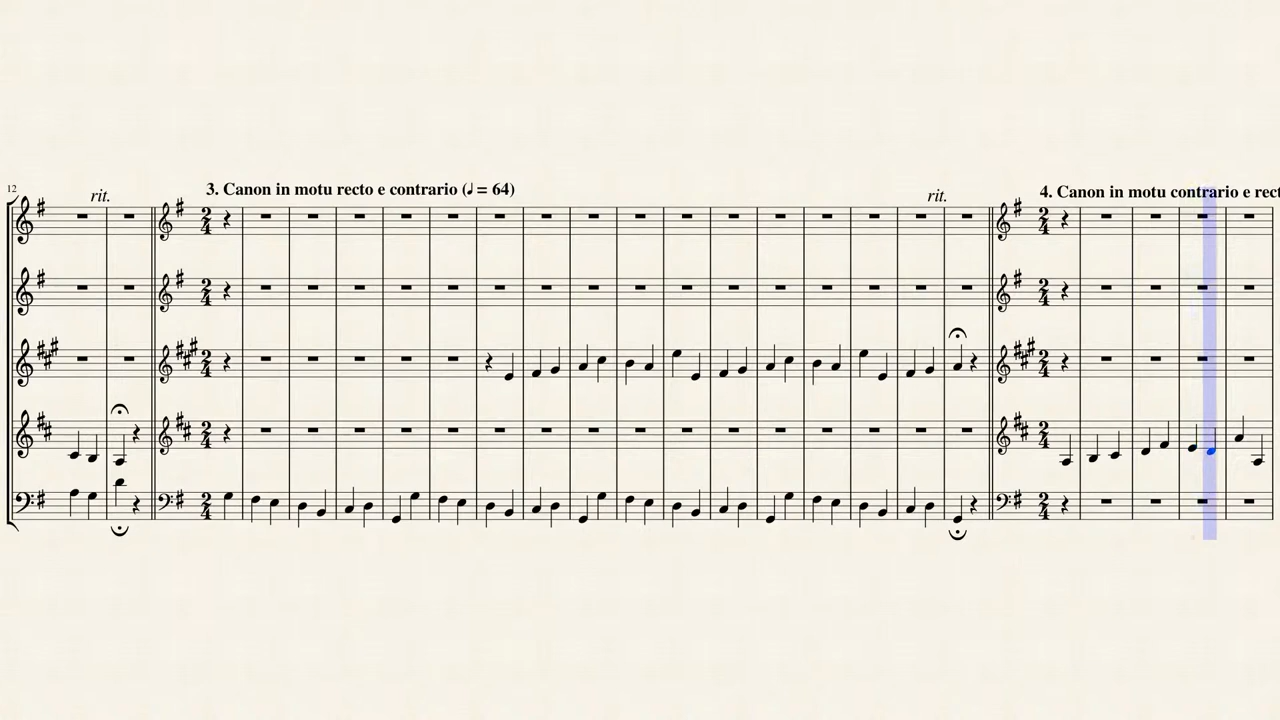 12
rit.
3. Canon in motu recto e contrario (♩ = 64)
rit.
4. Canon in motu contrario e rect